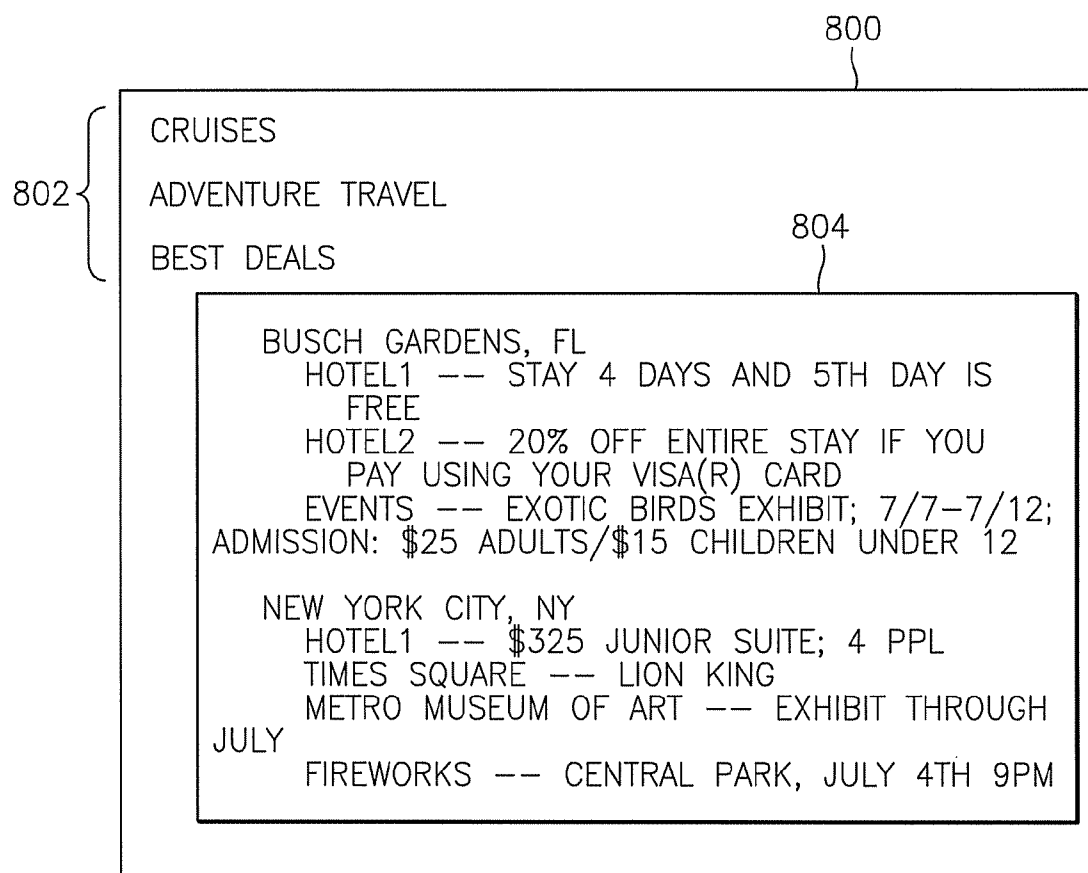 800
CRUISES
802
ADVENTURE TRAVEL
804
BEST DEALS
BUSCH GARDENS, FL
HOTEL1 -- STAY 4 DAYS AND 5TH DAY IS
FREE
HOTEL2 -- 20% OFF ENTIRE STAY IF YOU
PAY USING YOUR VISA(R) CARD
EVENTS -- EXOTIC BIRDS EXHIBIT; 7/7-7/12;
ADMISSION: $25 ADULTS/$15 CHILDREN UNDER 12
NEW YORK CITY, NY
HOTEL1 -- $325 JUNIOR SUITE; 4 PPL
TIMES SQUARE -- LION KING
METRO MUSEUM OF ART -- EXHIBIT THROUGH
JULY
FIREWORKS -- CENTRAL PARK, JULY 4TH 9PM